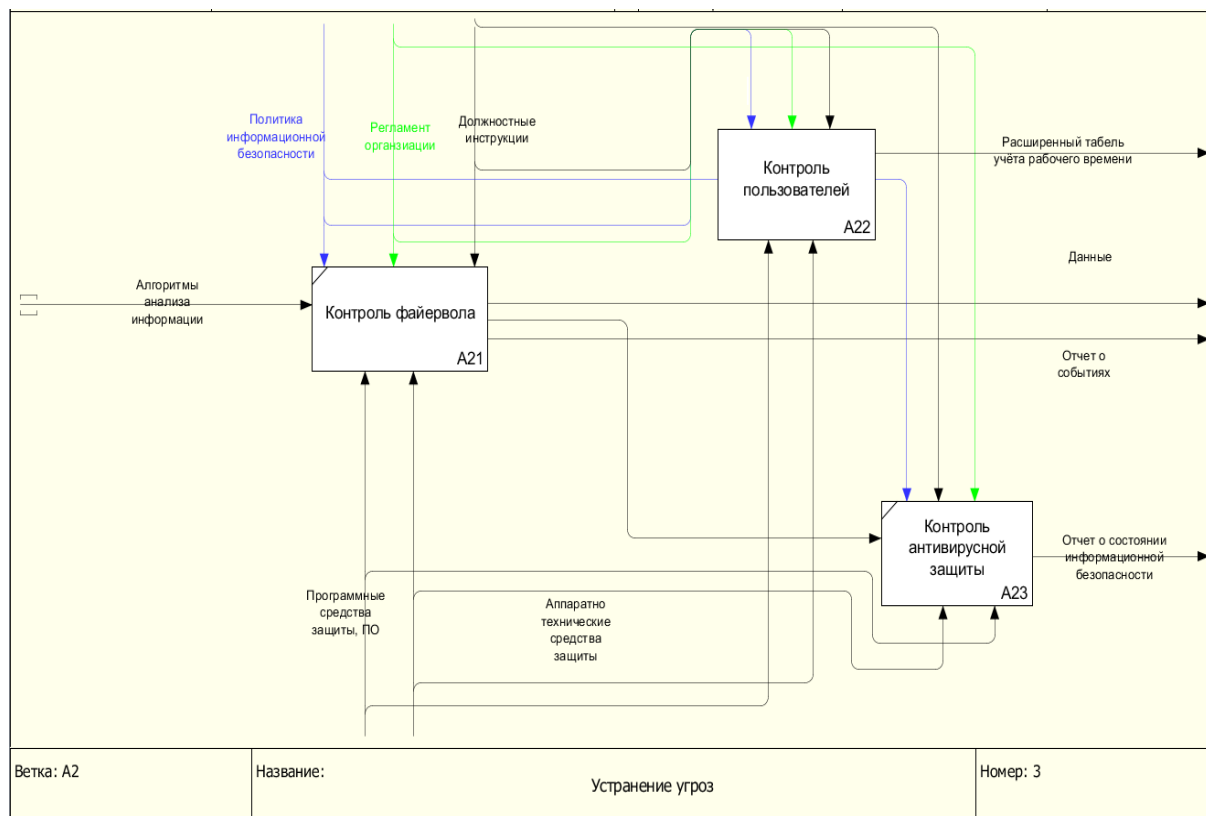 Политика
информационной
безопасности
Регламент
органзиации
Должностные
инструкции
Контроль
пользователей
A22
Расширенный табель
учёта рабочего времени
Данные
Алгоритмы
анализа
информации
Контроль файервола
A21
Отчет о
событиях
Контроль
антивирусной
защиты
A23
Отчет о состоянии
информационной
безопасности
Программные
средства
защиты, ПО
Аппаратно
технические
средства
защиты
Ветка: A2
Название:
Устранение угроз
Номер: 3